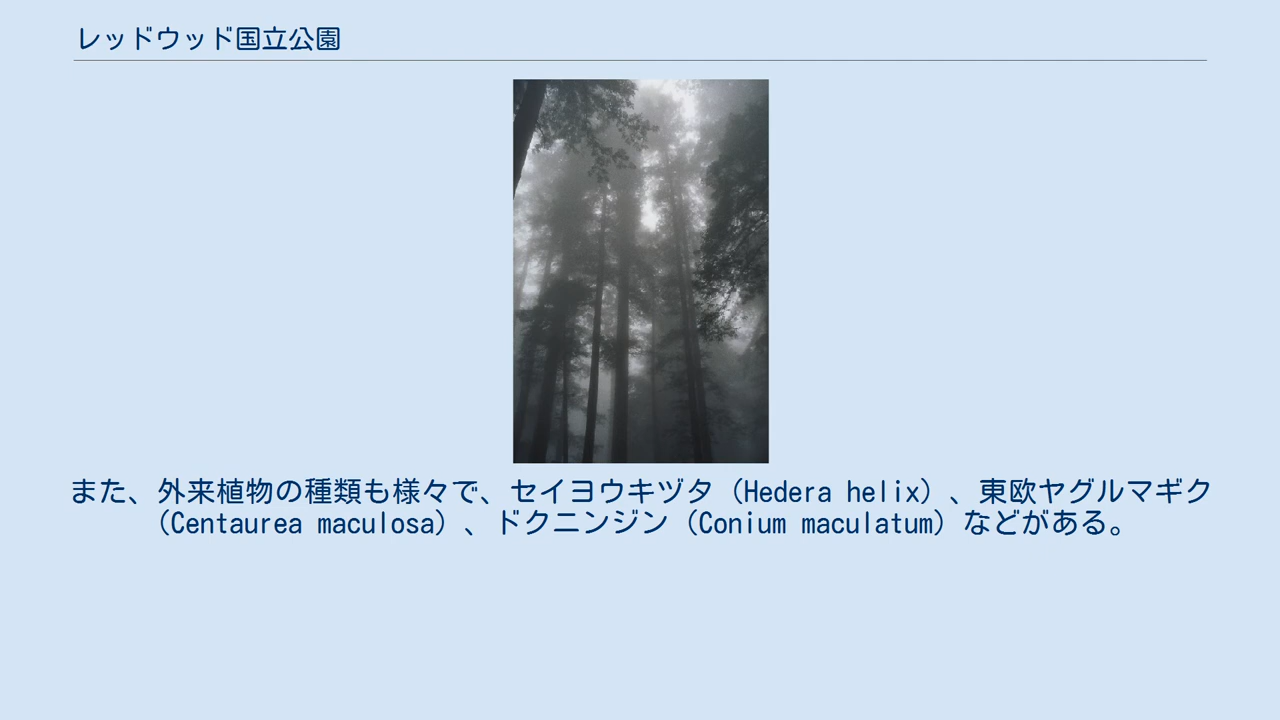 レッドウッド国立公園
また、外来植物の種類も様々で、セイヨウキヅタ（Hedera helix）、東欧ヤグルマギク
（Centaurea maculosa）、ドクニンジン（Conium maculatum）などがある。